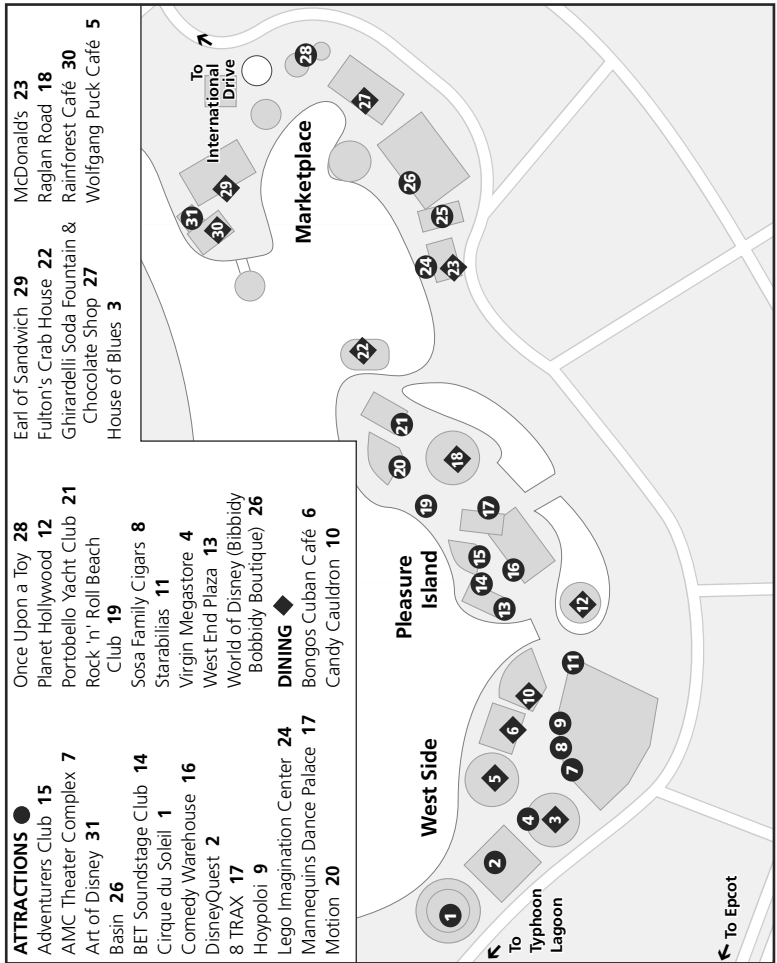 ATTRACTIONS ●
Adventurers Club 15
AMC Theater Complex 7
Art of Disney 31
Basin 26
BET Soundstage Club 14
Cirque du Soleil 1
Comedy Warehouse 16
DisneyQuest 2
8 TRAX 17
Hoypoloi 9
Lego Imagination Center 24
Mannequins Dance Palace 17
Motion 20
Once Upon a Toy 28
Planet Hollywood 12
Portobello Yacht Club 21
Rock 'n' Roll Beach
Club 19
Sosa Family Cigars 8
Starabilias 11
Virgin Megastore 4
West End Plaza 13
World of Disney (Bibbidy
Bobbidy Boutique) 26
DINING ◆
Bongos Cuban Café 6
Candy Cauldron 10
Earl of Sandwich 29
Fulton's Crab House 22
Ghirardelli Soda Fountain &
Chocolate Shop 27
House of Blues 3
McDonald's 23
Raglan Road 18
Rainforest Café 30
Wolfgang Puck Café 5
West Side
1
2
3
4
5
6
7
8
9
10
11
To
Typhoon
Lagoon
To Epcot
Pleasure
Island
12
13
14
15
16
17
18
19
20
21
22
Marketplace
23
24
25
26
27
28
29
30
31
To
International
Drive